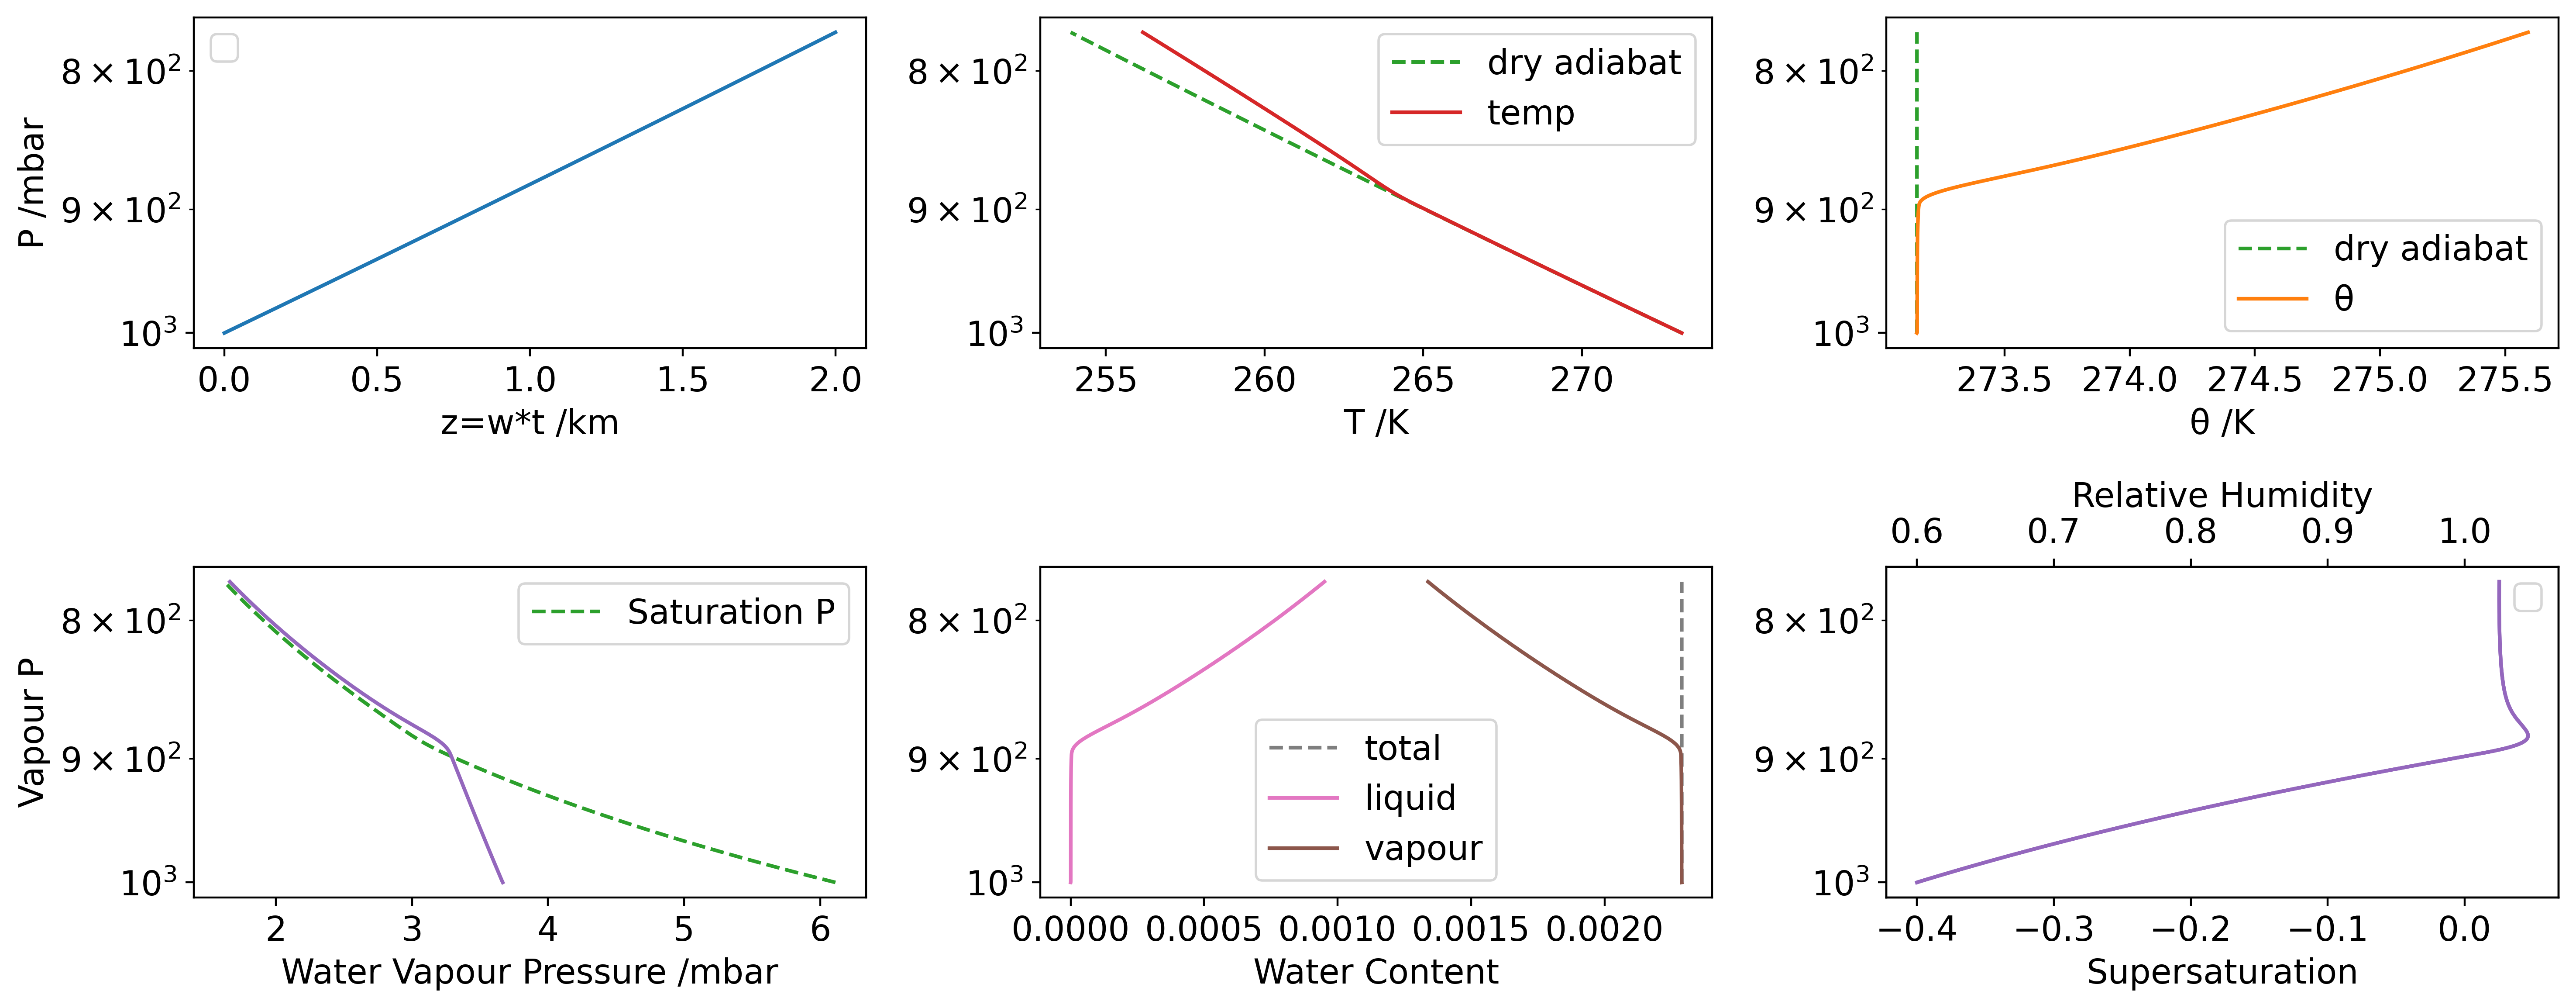 P /mbar
8×10²
9×10²
10³
0.0 0.5 1.0 1.5 2.0
z=w*t /km
8×10²
9×10²
10³
dry adiabat
temp
255 260 265 270
T /K
8×10²
9×10²
10³
dry adiabat
θ
273.5 274.0 274.5 275.0 275.5
θ /K
Vapour P
8×10²
9×10²
10³
Saturation P
2 3 4 5 6
Water Vapour Pressure /mbar
8×10²
9×10²
10³
total
liquid
vapour
0.0000 0.0005 0.0010 0.0015 0.0020
Water Content
Relative Humidity
0.6 0.7 0.8 0.9 1.0
8×10²
9×10²
10³
−0.4 −0.3 −0.2 −0.1 0.0
Supersaturation